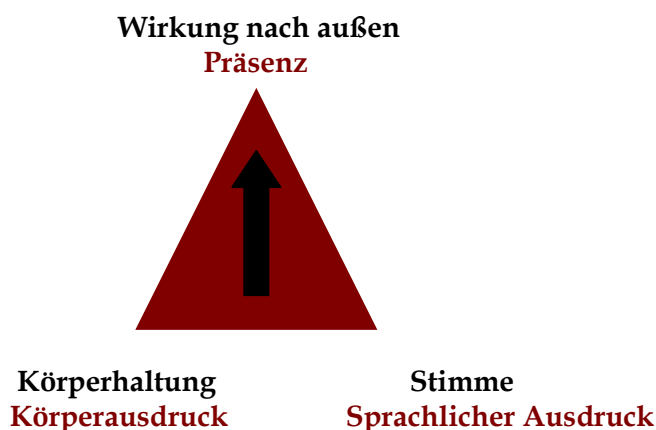 Wirkung nach außen
Präsenz
Körperhaltung
Körperausdruck
Stimme
Sprachlicher Ausdruck